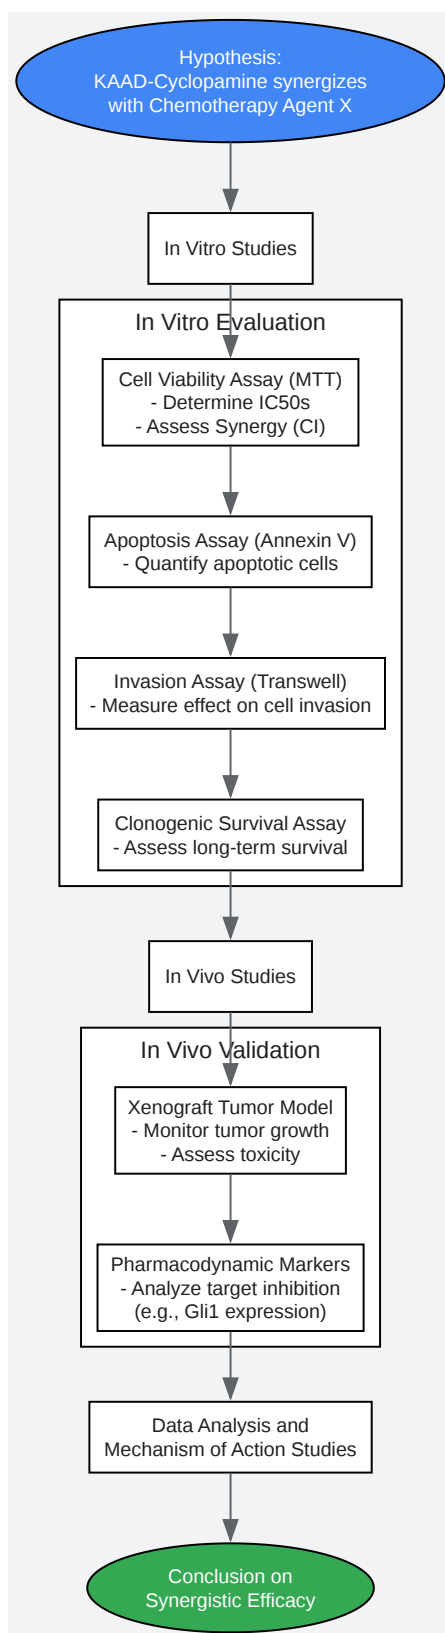 Hypothesis:
KAAD-Cyclopamine synergizes
with Chemotherapy Agent X
In Vitro Studies
In Vitro Evaluation
Cell Viability Assay (MTT)
- Determine IC50s
- Assess Synergy (CI)
Apoptosis Assay (Annexin V)
- Quantify apoptotic cells
Invasion Assay (Transwell)
- Measure effect on cell invasion
Clonogenic Survival Assay
- Assess long-term survival
In Vivo Studies
In Vivo Validation
Xenograft Tumor Model
- Monitor tumor growth
- Assess toxicity
Pharmacodynamic Markers
- Analyze target inhibition
(e.g., Gli1 expression)
Data Analysis and
Mechanism of Action Studies
Conclusion on
Synergistic Efficacy